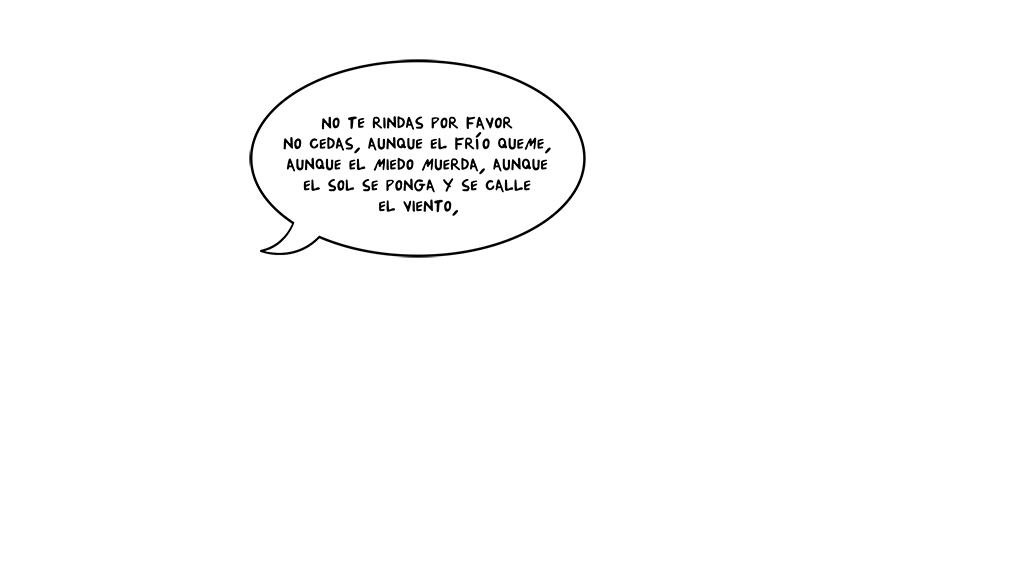 NO TE RINDAS POR FAVOR
NO CEDAS, AUNQUE EL FRÍO QUEME,
AUNQUE EL MIEDO MUERDA, AUNQUE
EL SOL SE PONGA Y SE CALLE
EL VIENTO,